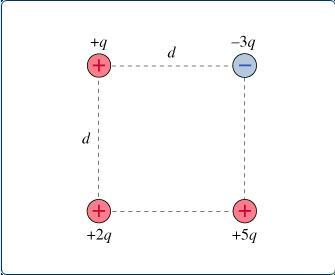 +q
–3q
d
+
–
d
+
+
+2q
+5q